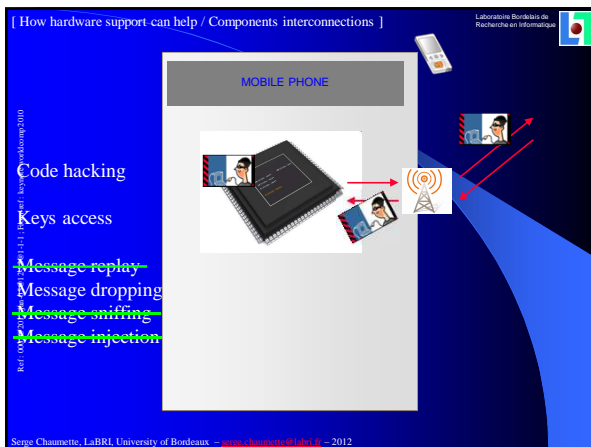 [ How hardware support can help / Components interconnections ]
Laboratoire Bordelais de
Recherche en Informatique
MOBILE PHONE
Code hacking
Keys access
Message replay
Message dropping
Message sniffing
Message injection
Serge Chaumette, LaBRI, University of Bordeaux – serge.chaumette@labri.fr – 2012